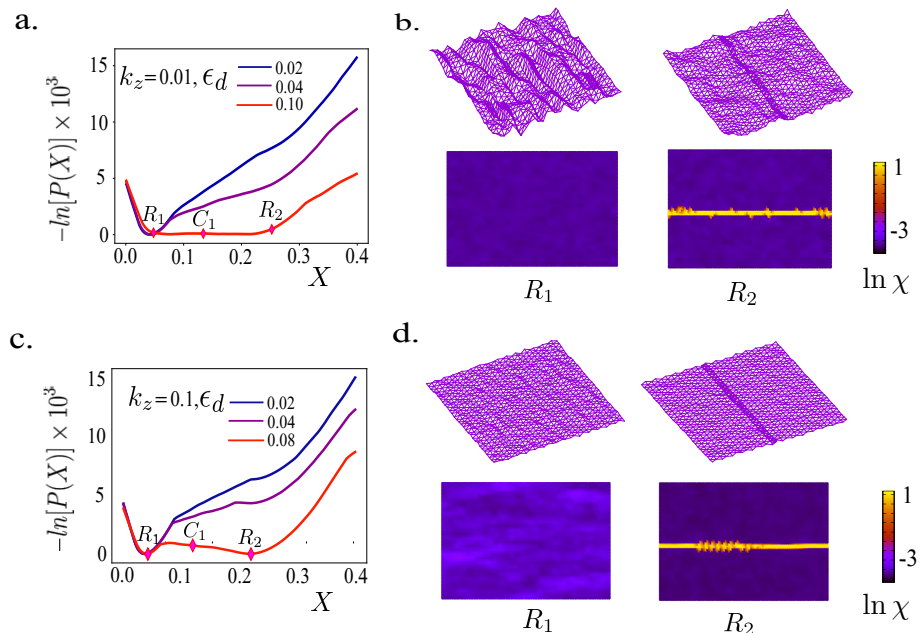 a.
−ln[P(X)] × 10³
15
10
5
0
k_z = 0.01, ϵ_d
0.02
0.04
0.10
R₁
C₁
R₂
0.0 0.1 0.2 0.3 0.4
X
b.
R₁
R₂
1
-3
ln χ
c.
−ln[P(X)] × 10³
15
10
5
0
k_z = 0.1, ϵ_d
0.02
0.04
0.08
R₁
C₁
R₂
0.0 0.1 0.2 0.3 0.4
X
d.
R₁
R₂
1
-3
ln χ